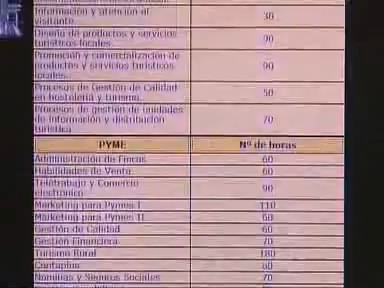 Información y atención al
visitante.
30
Diseño de productos y servicios
turísticos locales.
90
Promoción y comercialización de
productos y servicios turísticos
locales.
90
Procesos de Gestión de Calidad
en hostelería y turismo.
50
Procesos de gestión de unidades
de información y distribución
turística
70
PYME
Nº de horas
Administración de Fincas
60
Habilidades de Venta
60
Teletrabajo y Comercio
electrónico
90
Marketing para Pymes I
110
Marketing para Pymes II
60
Gestión de Calidad
60
Gestión Financiera
70
Turismo Rural
180
Contaplus
60
Nominas y Seguros Sociales
70